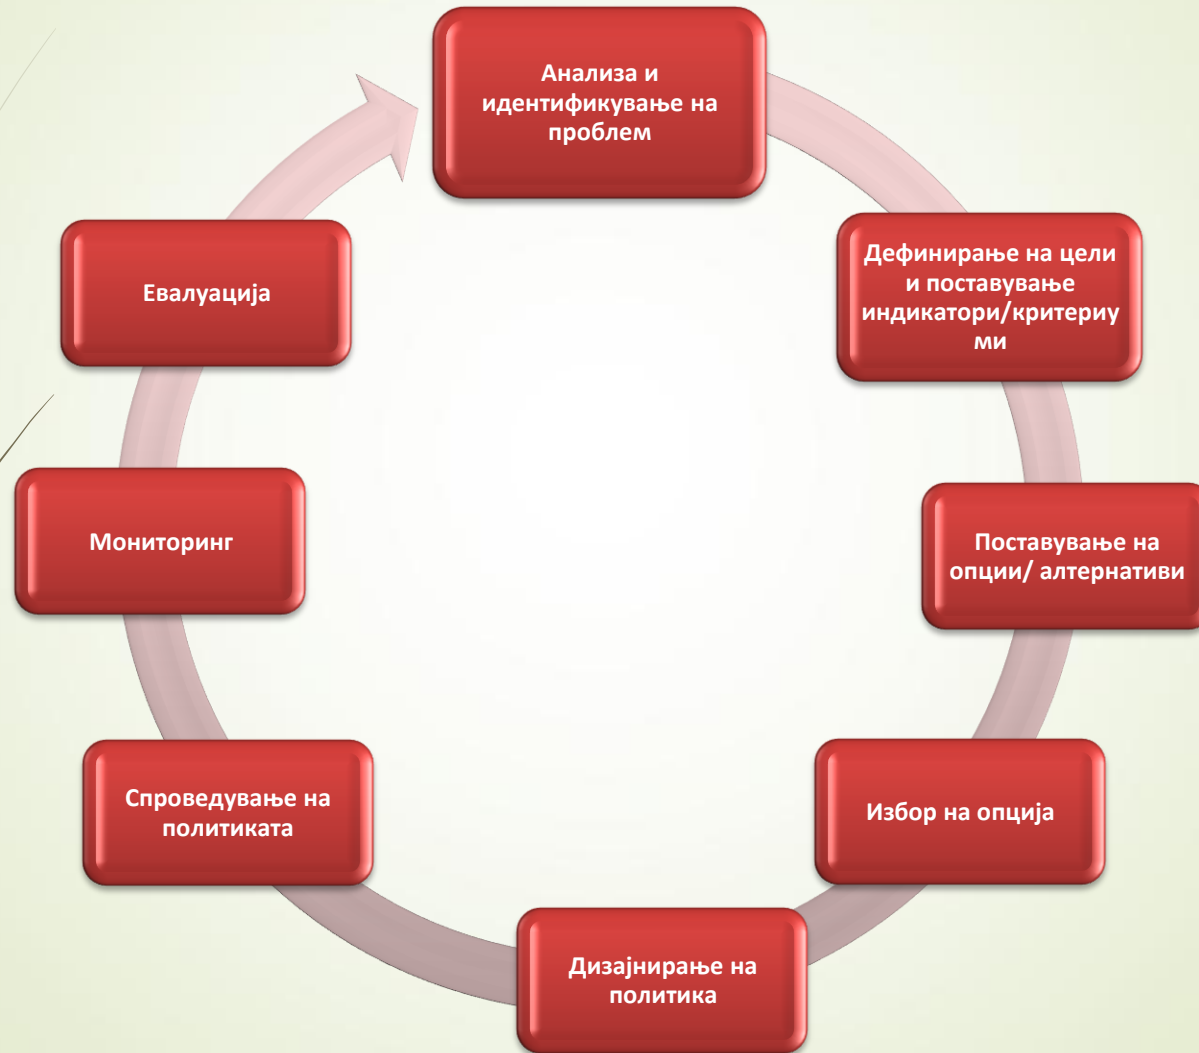 Анализа и
идентификување на
проблем
Дефинирање на цели
и поставување
индикатори/критериу
ми
Поставување на
опции/ алтернативи
Избор на опција
Дизајнирање на
политика
Спроведување на
политиката
Мониторинг
Евалуација